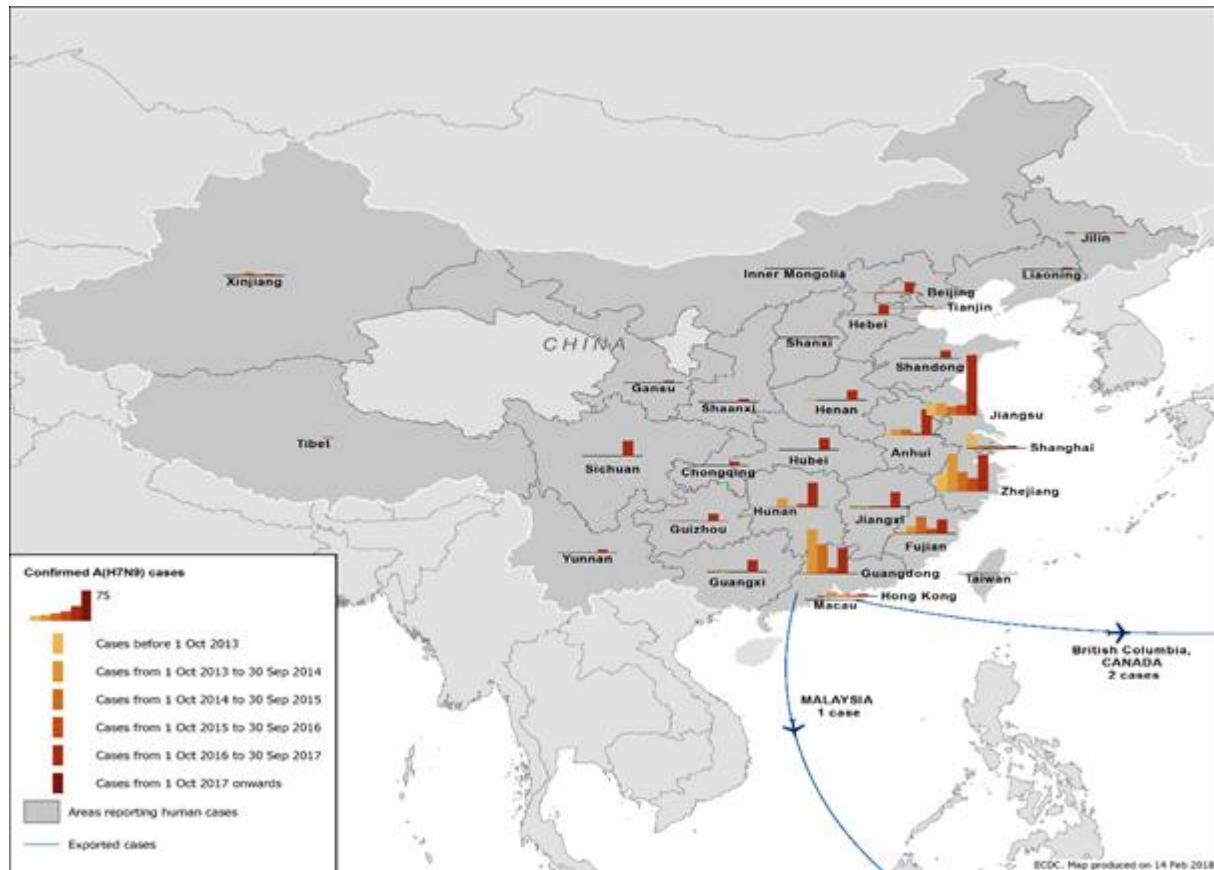 Jilin
Inner Mongolia
Liaoning
Xinjiang
Beijing
Tianjin
Hebei
CHINA
Shanxi
Shandong
Gansu
Shaanxi
Henan
Jiangsu
Tibet
Anhui
Shanghai
Sichuan
Hubei
Chongqing
Zhejiang
Hunan
Jiangxi
Guizhou
Fujian
Yunnan
Guangxi
Guangdong
Taiwan
Hong Kong
Macau
British Columbia,
CANADA
2 cases
MALAYSIA
1 case
Confirmed A(H7N9) cases
75
Cases before 1 Oct 2013
Cases from 1 Oct 2013 to 30 Sep 2014
Cases from 1 Oct 2014 to 30 Sep 2015
Cases from 1 Oct 2015 to 30 Sep 2016
Cases from 1 Oct 2016 to 30 Sep 2017
Cases from 1 Oct 2017 onwards
Areas reporting human cases
Exported cases
ECDC. Map produced on 14 Feb 2018